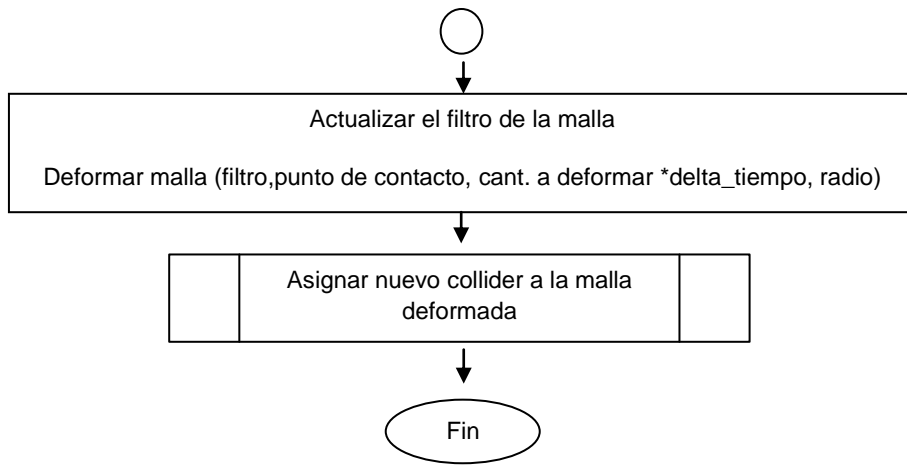 Actualizar el filtro de la malla
Deformar malla (filtro,punto de contacto, cant. a deformar *delta_tiempo, radio)
Asignar nuevo collider a la malla
deformada
Fin